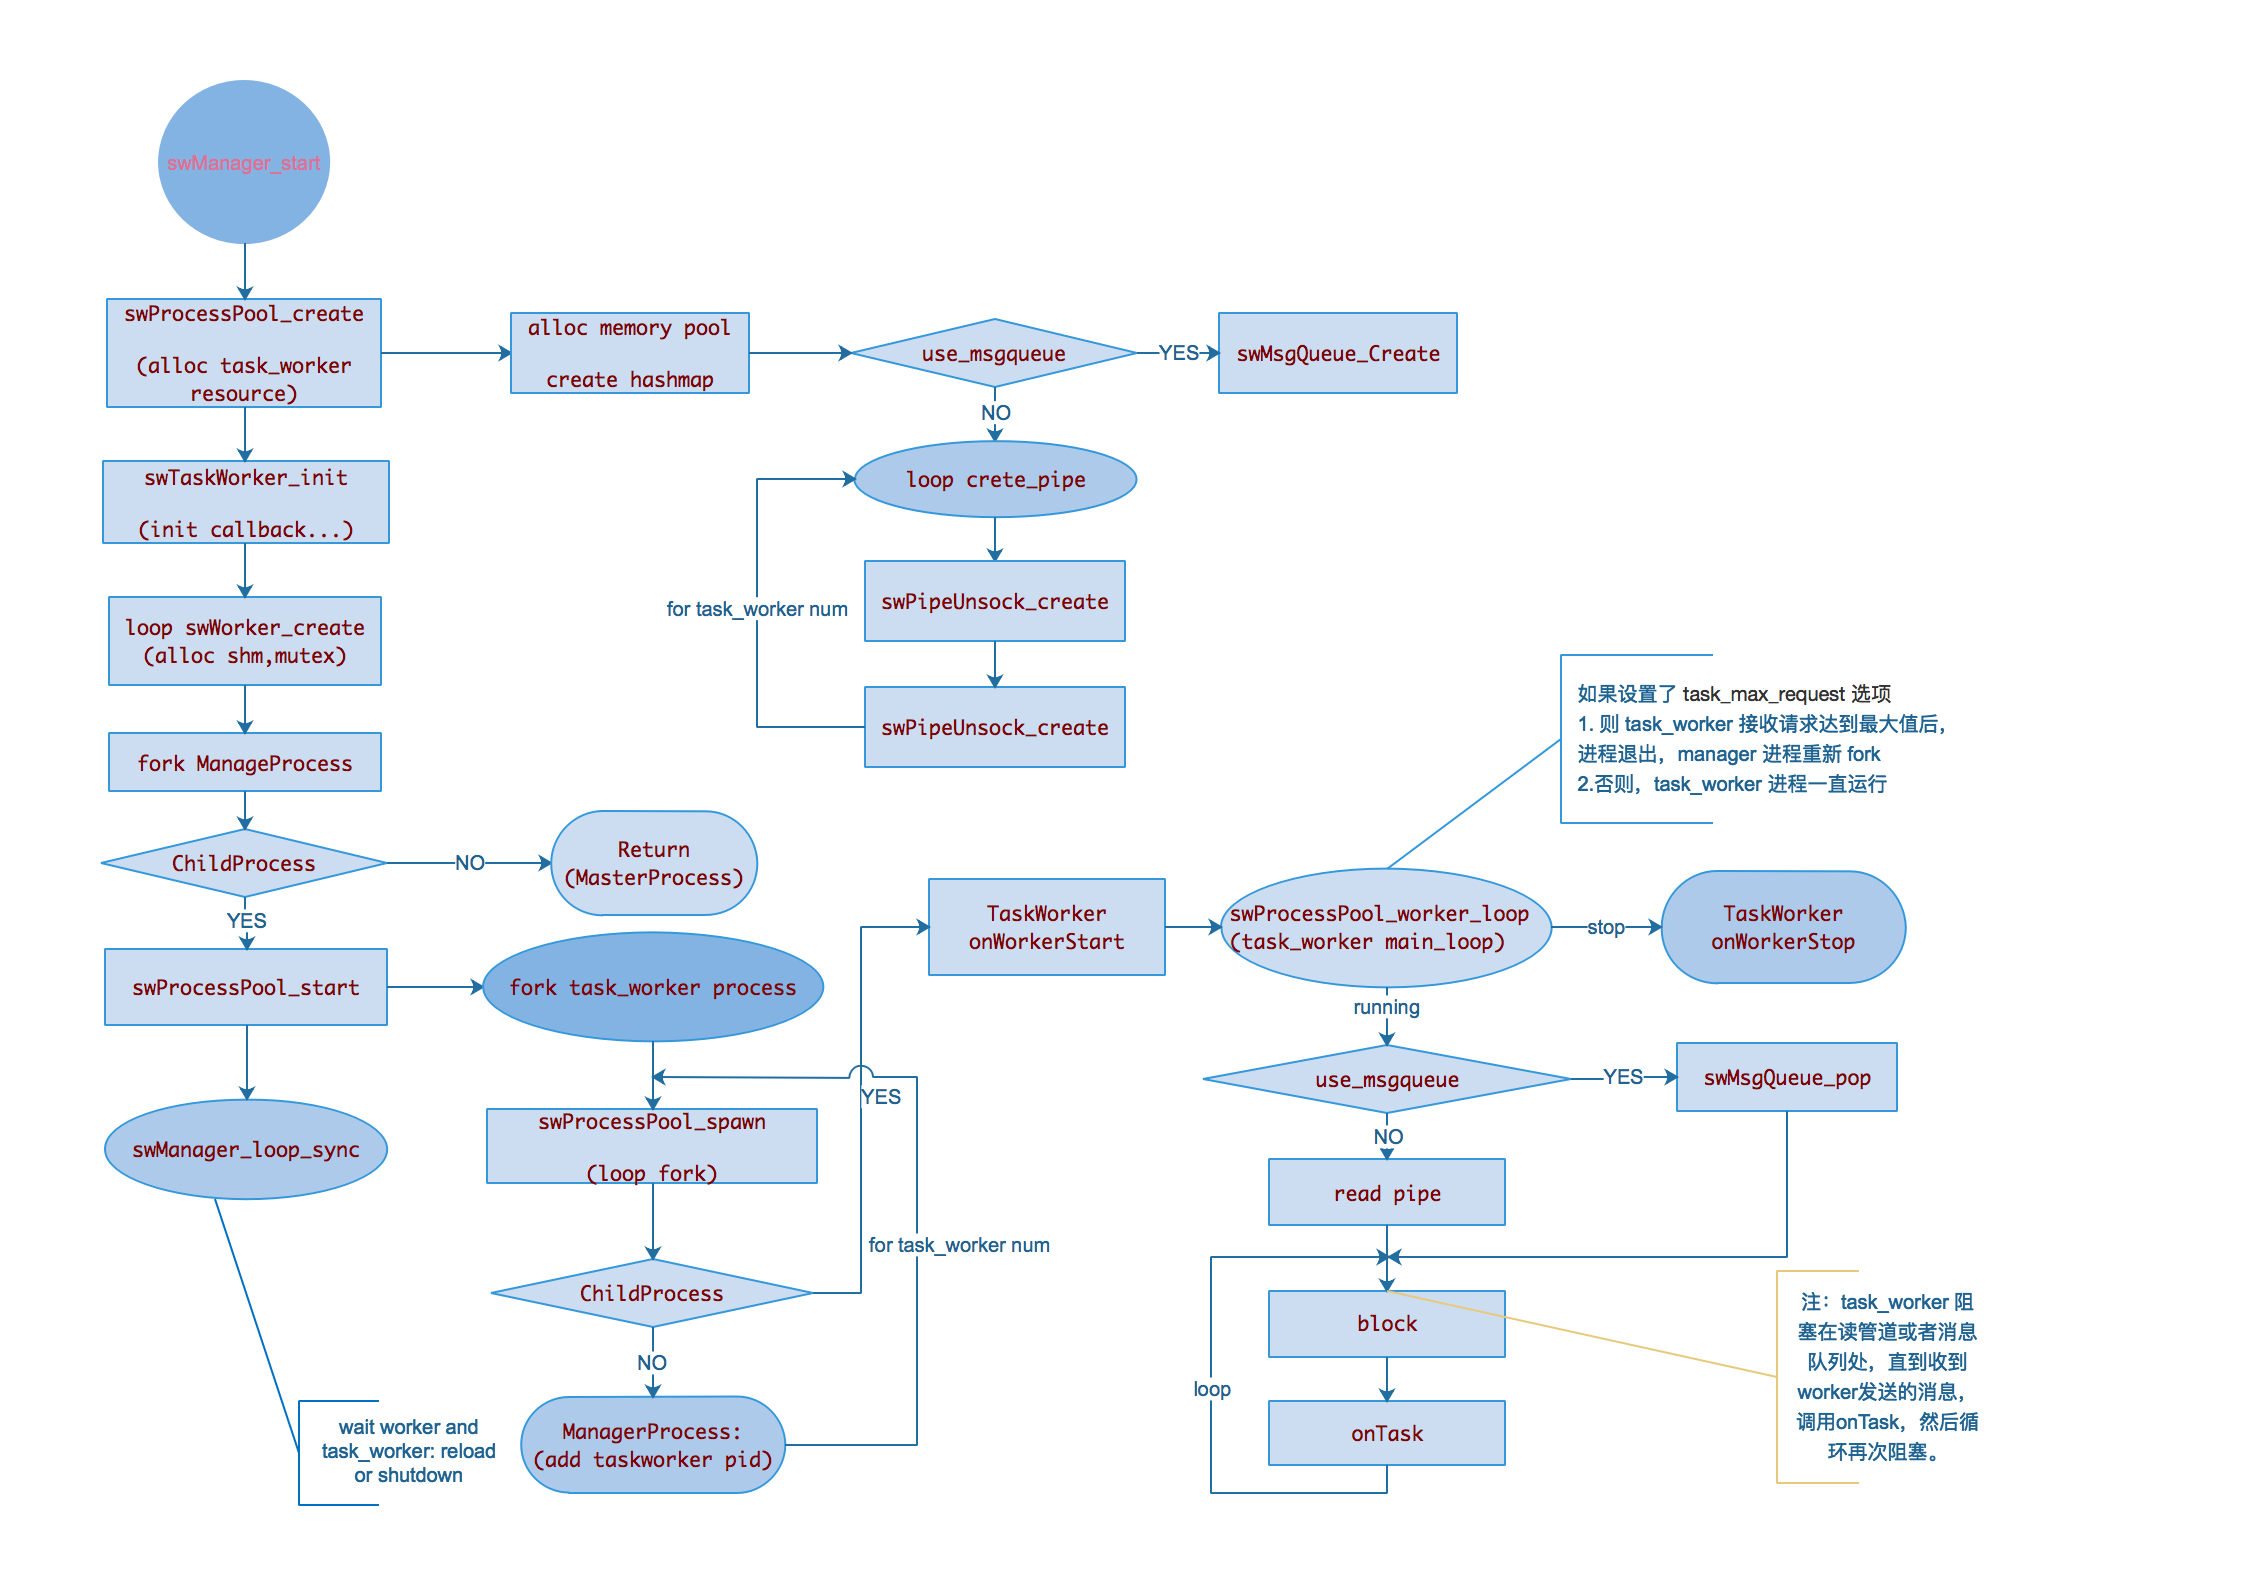 swManager_start
swProcessPool_create
(alloc task_worker
resource)
alloc memory pool
create hashmap
use_msgqueue
YES
swMsgQueue_Create
NO
loop crete_pipe
swTaskWorker_init
(init callback...)
swPipeUnsock_create
for task_worker num
loop swWorker_create
(alloc shm,mutex)
swPipeUnsock_create
fork ManageProcess
如果设置了 task_max_request 选项
1. 则 task_worker 接收请求达到最大值后，
进程退出，manager 进程重新 fork
2.否则，task_worker 进程一直运行
ChildProcess
NO
Return
(MasterProcess)
YES
swProcessPool_start
fork task_worker process
TaskWorker
onWorkerStart
swProcessPool_worker_loop
(task_worker main_loop)
stop
TaskWorker
onWorkerStop
running
use_msgqueue
YES
swMsgQueue_pop
NO
read pipe
swManager_loop_sync
swProcessPool_spawn
(loop fork)
YES
for task_worker num
ChildProcess
NO
ManagerProcess:
(add taskworker pid)
wait worker and
task_worker: reload
or shutdown
block
loop
onTask
注：task_worker 阻
塞在读管道或者消息
队列处，直到收到
worker发送的消息，
调用onTask，然后循
环再次阻塞。